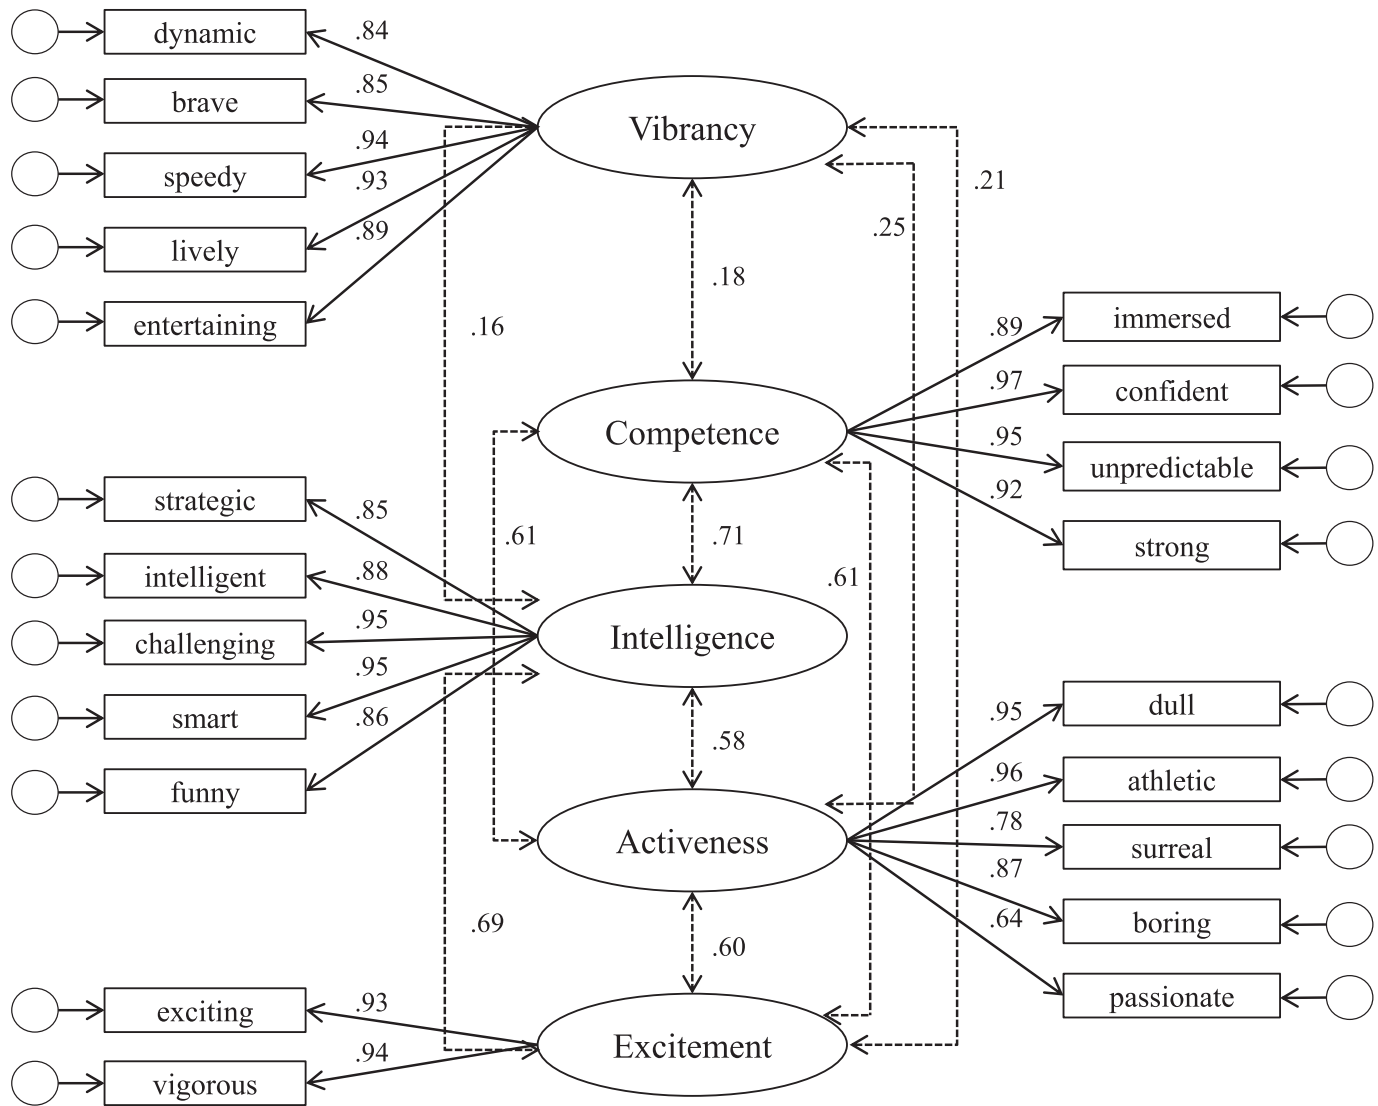 dynamic
.84
brave
.85
speedy
.94
lively
.93
entertaining
.89
Vibrancy
.21
.25
.18
.16
immersed
.89
confident
.97
unpredictable
.95
strong
.92
Competence
.61
.71
.61
strategic
.85
intelligent
.88
challenging
.95
smart
.95
funny
.86
Intelligence
.58
dull
.95
athletic
.96
surreal
.78
boring
.87
passionate
.64
Activeness
.69
.60
exciting
.93
vigorous
.94
Excitement